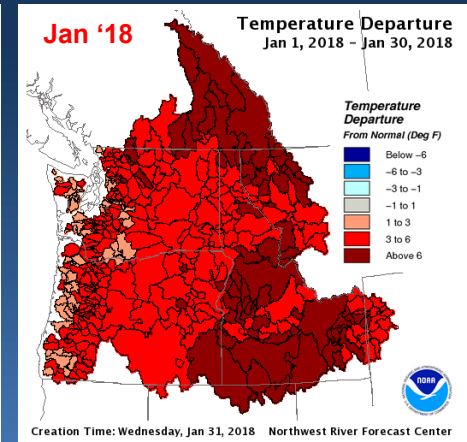 Jan ‘18
Temperature Departure
Jan 1, 2018 – Jan 30, 2018
Temperature
Departure
From Normal (Deg F)
Below −6
−6 to −3
−3 to −1
−1 to 1
1 to 3
3 to 6
Above 6
NOAA
Creation Time: Wednesday, Jan 31, 2018 Northwest River Forecast Center